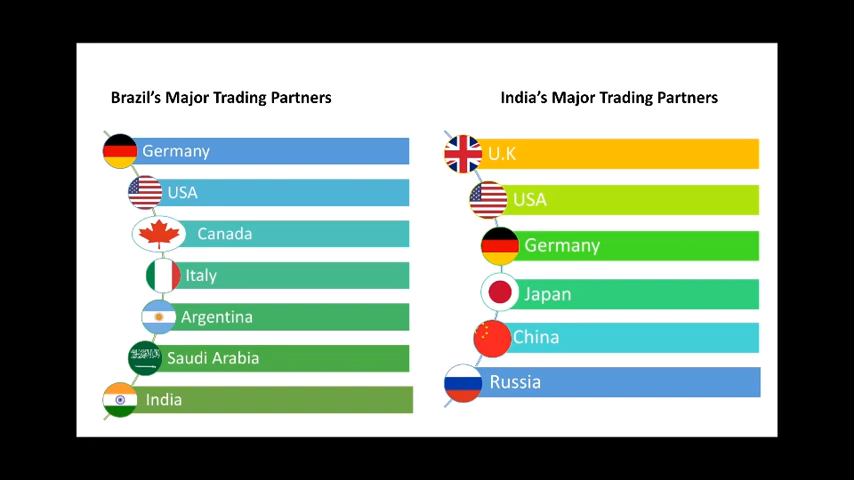 Brazil's Major Trading Partners
Germany
USA
Canada
Italy
Argentina
Saudi Arabia
India
India's Major Trading Partners
U.K
USA
Germany
Japan
China
Russia